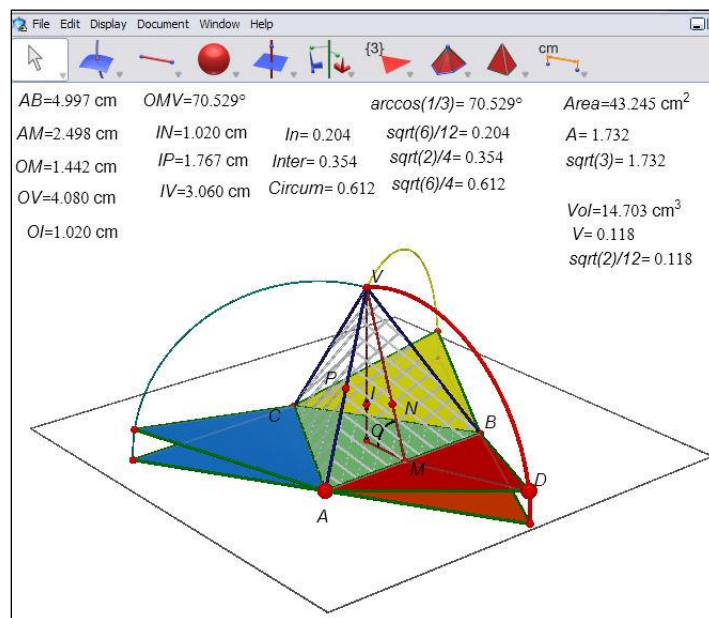 File Edit Display Document Window Help
{3}
cm
AB=4.997 cm
AM=2.498 cm
OM=1.442 cm
OV=4.080 cm
OI=1.020 cm
OMV=70.529°
IN=1.020 cm
IP=1.767 cm
IV=3.060 cm
In= 0.204
Inter= 0.354
Circum= 0.612
arccos(1/3)= 70.529°
sqrt(6)/12= 0.204
sqrt(2)/4= 0.354
sqrt(6)/4= 0.612
Area=43.245 cm2
A= 1.732
sqrt(3)= 1.732
Vol=14.703 cm3
V= 0.118
sqrt(2)/12= 0.118
V
P
I
N
C
O
B
M
D
A